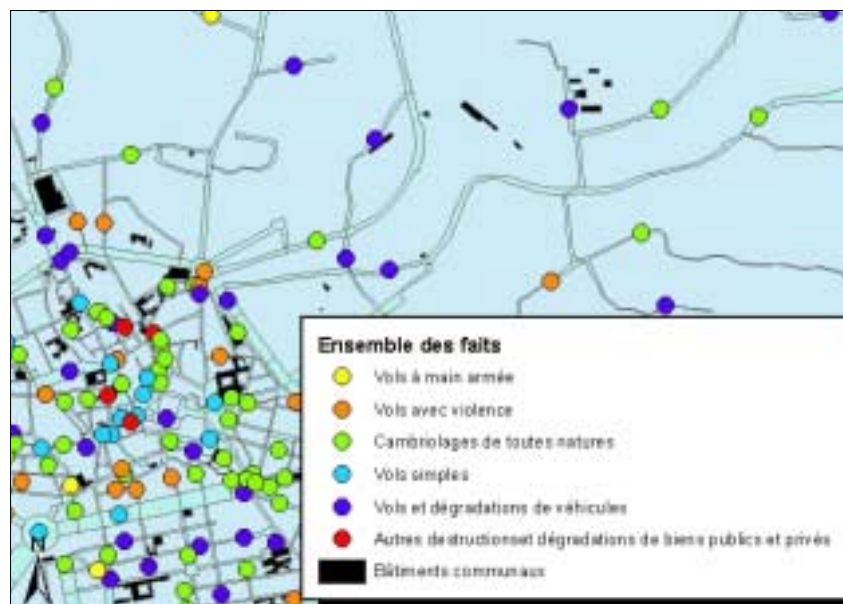 Ensemble des faits
Vols à main armée
Vols avec violence
Cambriolages de toutes natures
Vols simples
Vols et dégradations de véhicules
Autres destructionset dégradations de biens publics et privés
Bâtiments communaux
N